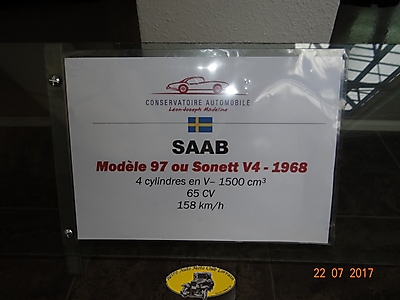 CONSERVATOIRE AUTOMOBILE
Léon-Joseph Madeline
SAAB
Modèle 97 ou Sonett V4 - 1968
4 cylindres en V– 1500 cm³
65 CV
158 km/h
22 07 2017